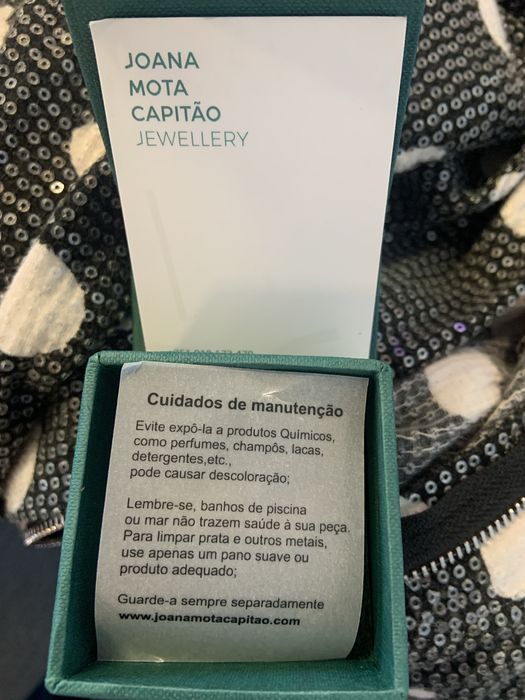 JOANA
MOTA
CAPITÃO
JEWELLERY
Cuidados de manutenção
Evite expô-la a produtos Químicos,
como perfumes, champôs, lacas,
detergentes,etc.,
pode causar descoloração;
Lembre-se, banhos de piscina
ou mar não trazem saúde à sua peça.
Para limpar prata e outros metais,
use apenas um pano suave ou
produto adequado;
Guarde-a sempre separadamente
www.joanamotacapitao.com